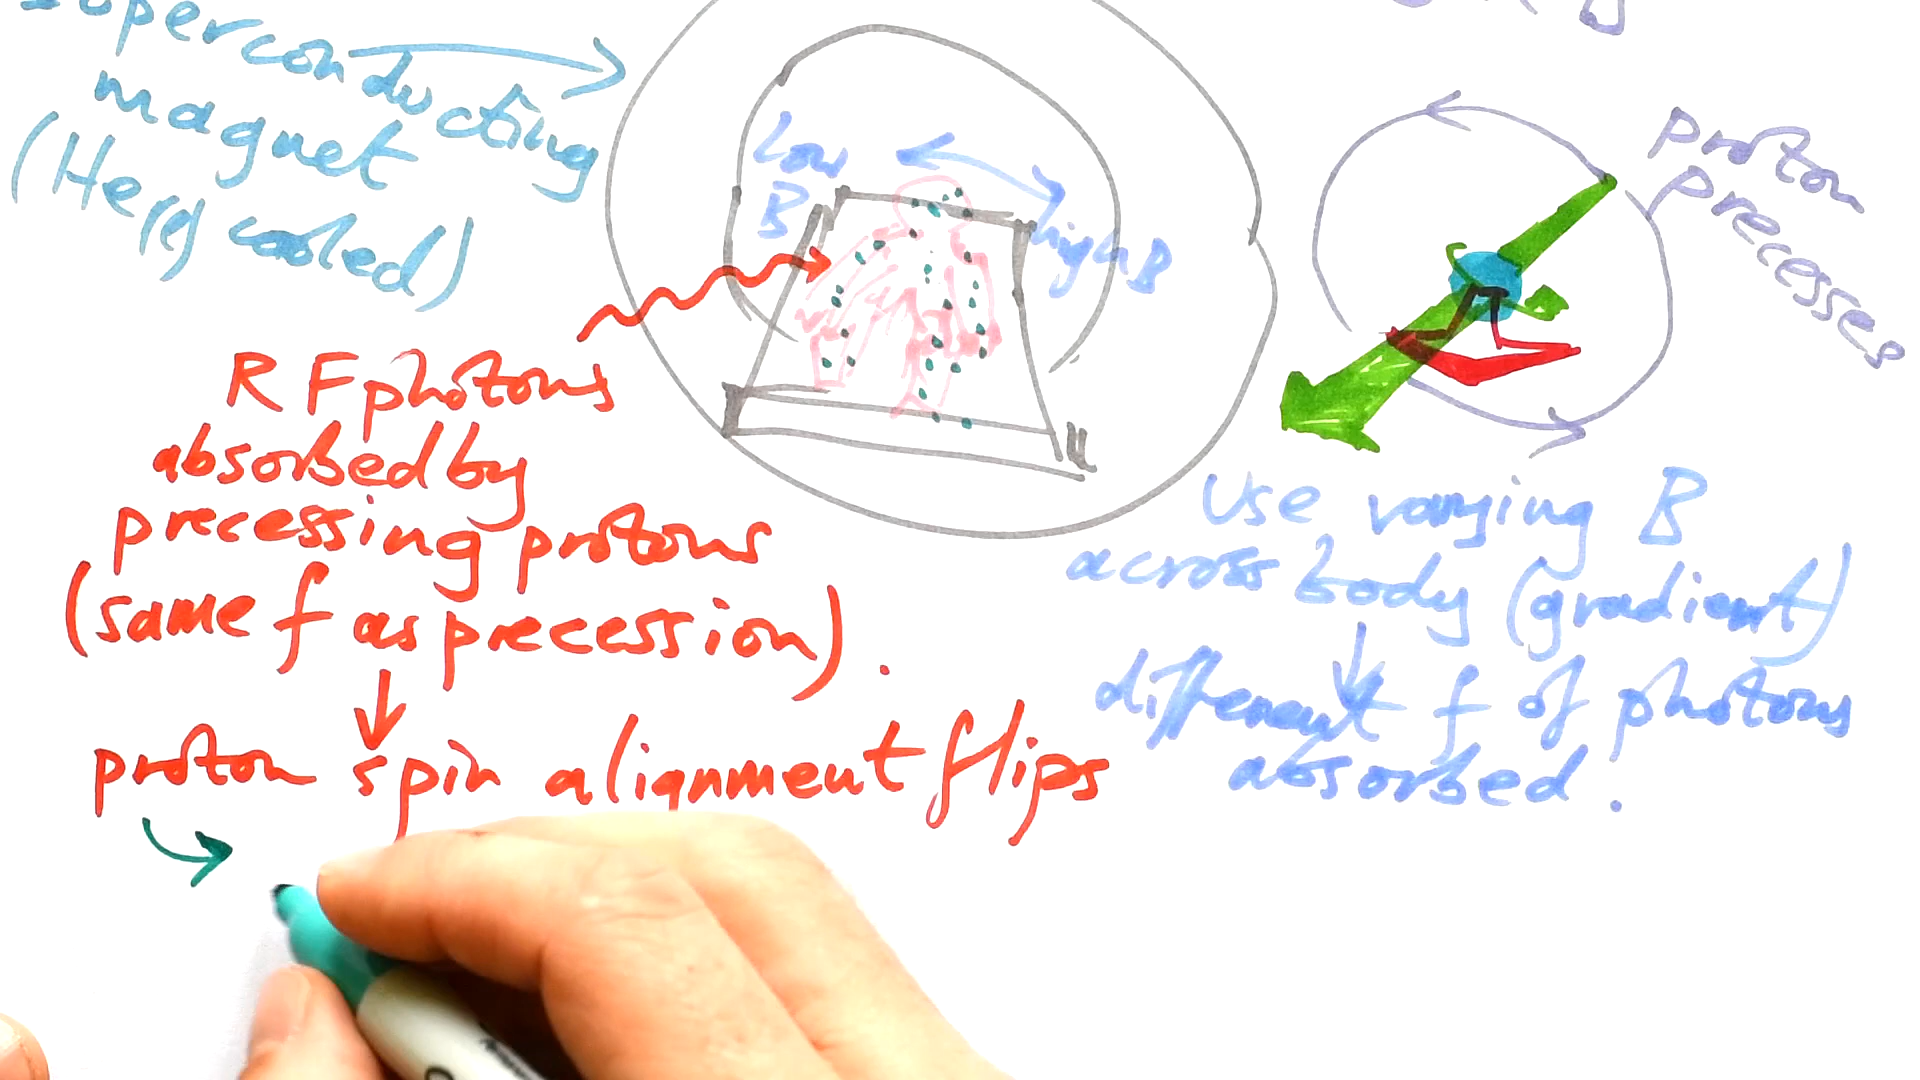 superconducting
magnet
(He(l) cooled)
Low
B
high B
proton
precesses
RF photons
absorbed by
precessing protons
(same f as precession).
proton spin alignment flips
Use varying B
across body (gradient)
different f of photons
absorbed.